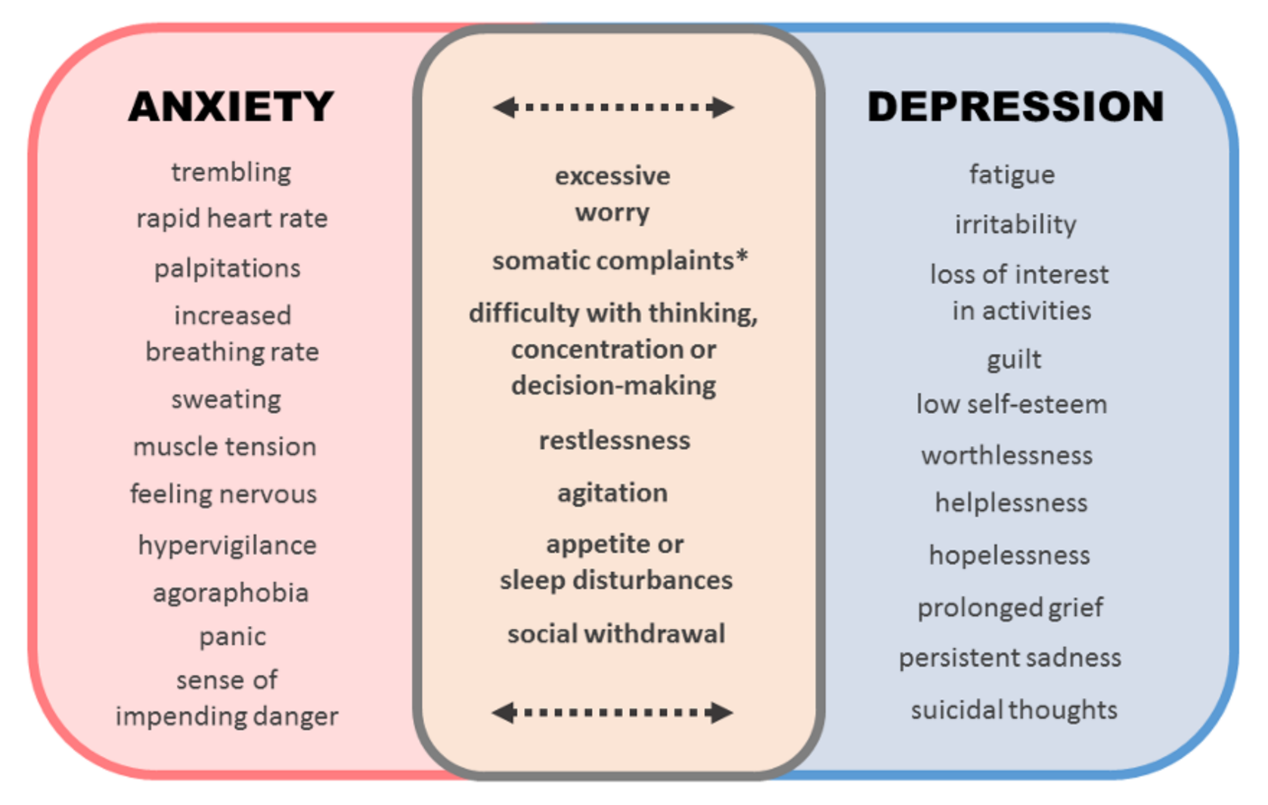 ANXIETY
trembling
rapid heart rate
palpitations
increased
breathing rate
sweating
muscle tension
feeling nervous
hypervigilance
agoraphobia
panic
sense of
impending danger
excessive
worry
somatic complaints*
difficulty with thinking,
concentration or
decision-making
restlessness
agitation
appetite or
sleep disturbances
social withdrawal
DEPRESSION
fatigue
irritability
loss of interest
in activities
guilt
low self-esteem
worthlessness
helplessness
hopelessness
prolonged grief
persistent sadness
suicidal thoughts